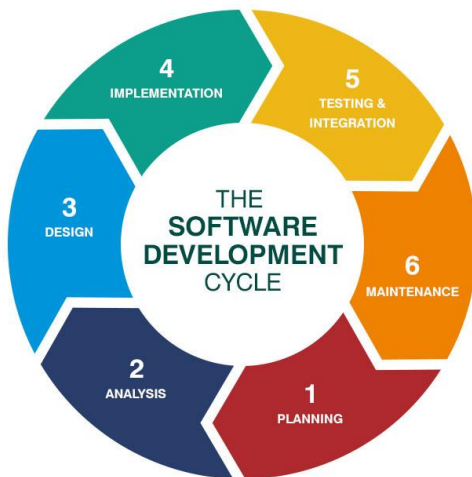 THE
SOFTWARE
DEVELOPMENT
CYCLE
1
PLANNING
2
ANALYSIS
3
DESIGN
4
IMPLEMENTATION
5
TESTING &
INTEGRATION
6
MAINTENANCE